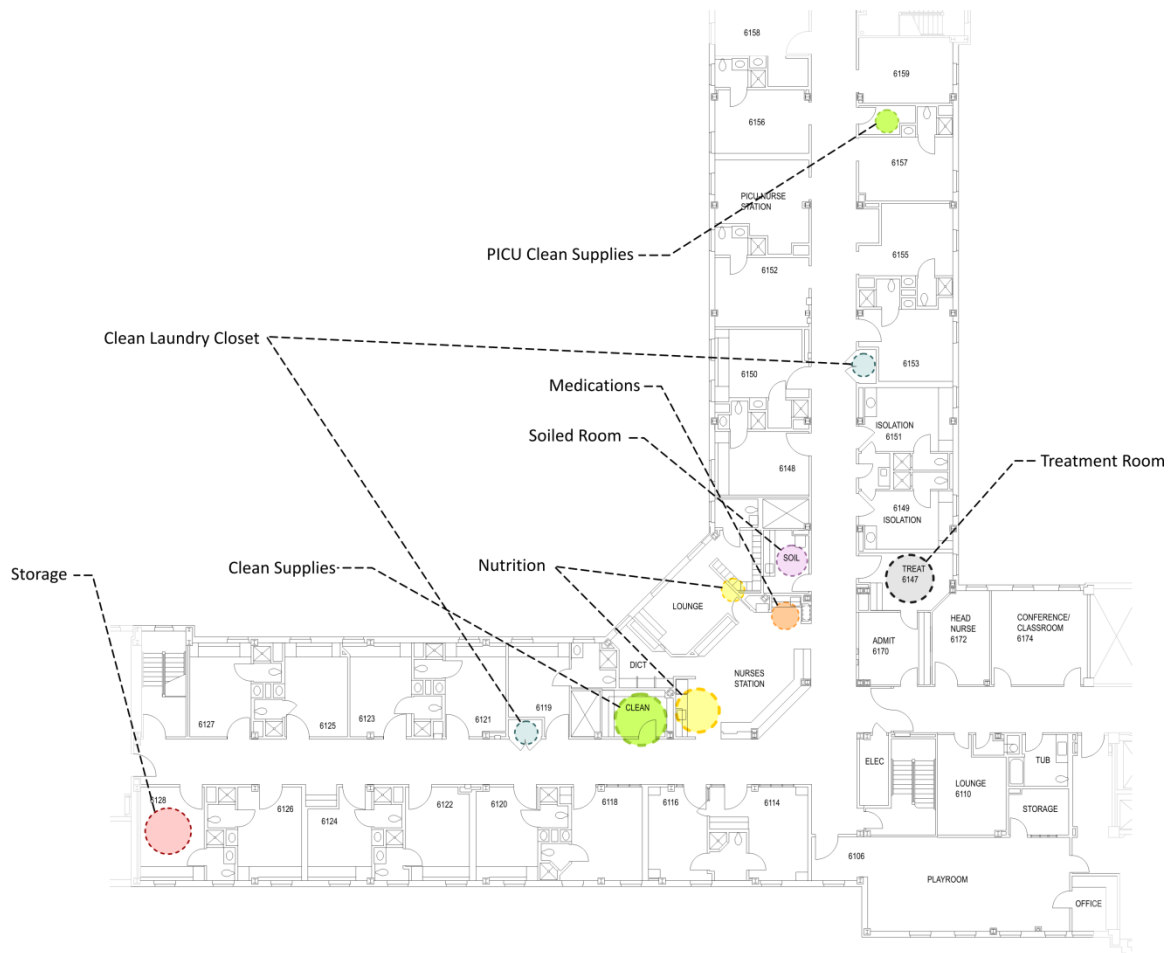 6158
6159
6156
6157
PICU NURSE
STATION
PICU Clean Supplies
6155
6152
Clean Laundry Closet
6153
6150
Medications
ISOLATION
6151
Soiled Room
6148
Treatment Room
6149
ISOLATION
SOIL
Storage
Clean Supplies
Nutrition
TREAT
6147
LOUNGE
HEAD
NURSE
6172
CONFERENCE/
CLASSROOM
6174
ADMIT
6170
DICT
NURSES
STATION
6127
6125
6123
6121
6119
CLEAN
ELEC
TUB
LOUNGE
6110
STORAGE
6128
6126
6124
6122
6120
6118
6116
6114
6106
PLAYROOM
OFFICE